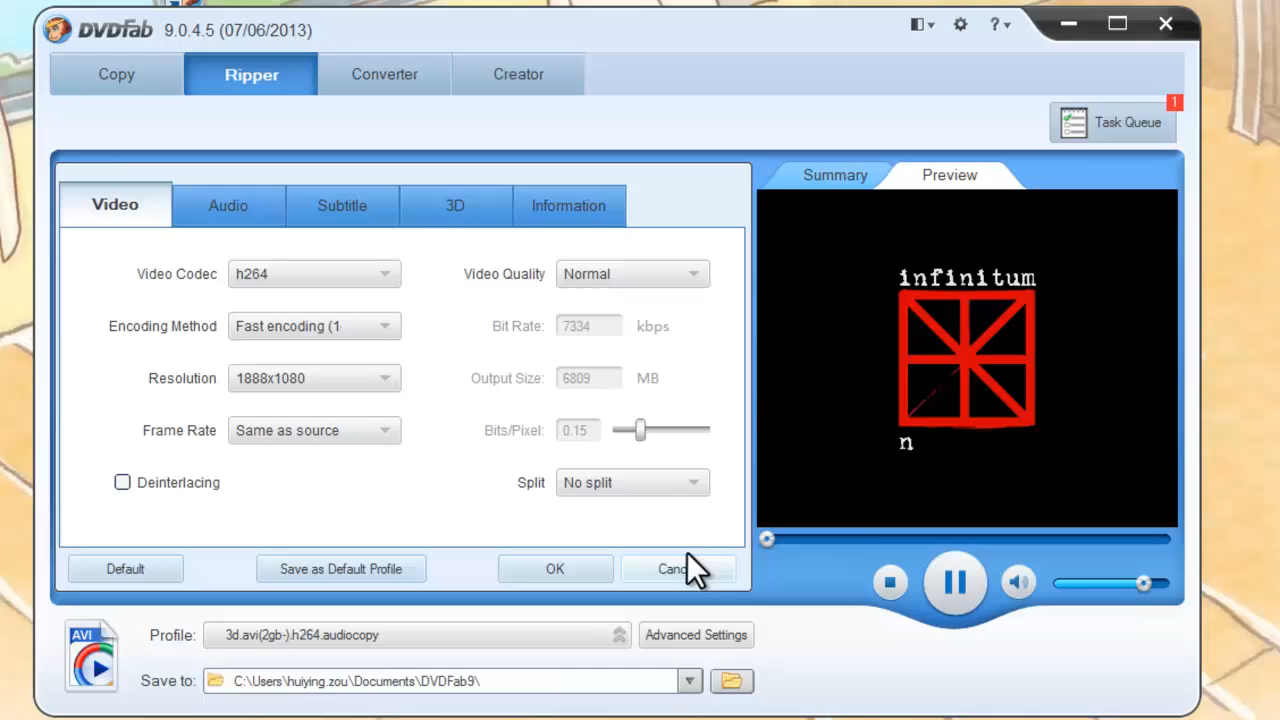 DVDFab 9.0.4.5 (07/06/2013)
?
Copy
Ripper
Converter
Creator
1
Task Queue
Summary
Preview
Video
Audio
Subtitle
3D
Information
Video Codec
h264
Video Quality
Normal
Encoding Method
Fast encoding (1-
Bit Rate:
7334
kbps
Resolution
1888x1080
Output Size:
6809
MB
Frame Rate
Same as source
Bits/Pixel:
0.15
Deinterlacing
Split
No split
infinitum
n
Default
Save as Default Profile
OK
AVI
Profile:
3d.avi(2gb-).h264.audiocopy
Advanced Settings
Save to:
C:\Users\huiying.zou\Documents\DVDFab9\